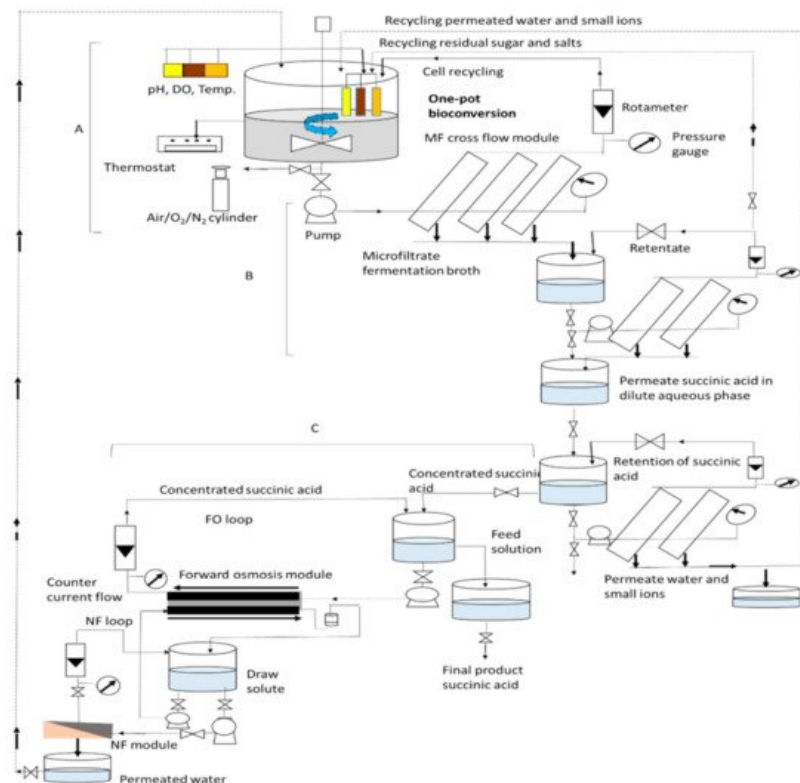 Recycling permeated water and small ions
Recycling residual sugar and salts
Cell recycling
pH, DO, Temp.
One-pot
bioconversion
Rotameter
A
MF cross flow module
Pressure
gauge
Thermostat
Air/O₂/N₂ cylinder
Pump
Retentate
Microfiltrate
fermentation broth
B
Permeate succinic acid in
dilute aqueous phase
C
Concentrated succinic
acid
Retention of succinic
acid
Concentrated succinic acid
FO loop
Feed
solution
Counter
current flow
Forward osmosis module
Permeate water and
small ions
NF loop
Draw
solute
Final product
succinic acid
NF module
Permeated water